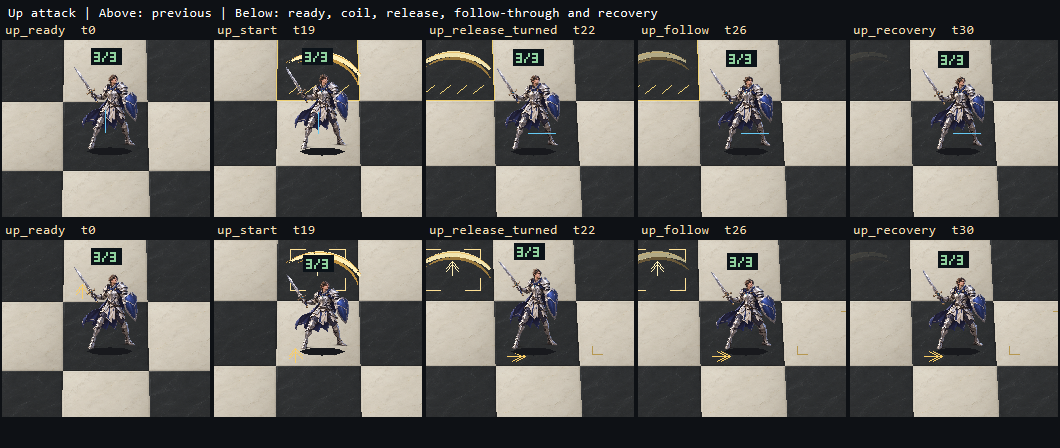 Up attack | Above: previous | Below: ready, coil, release, follow-through and recovery
up_ready t0
up_start t19
up_release_turned t22
up_follow t26
up_recovery t30
3/3
3/3
3/3
3/3
3/3
up_ready t0
up_start t19
up_release_turned t22
up_follow t26
up_recovery t30
3/3
3/3
3/3
3/3
3/3